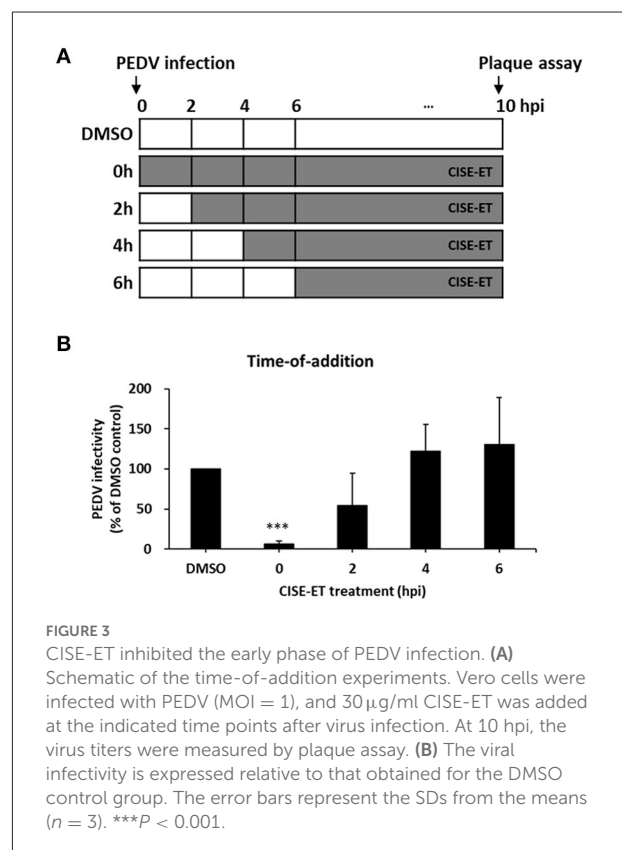 A
PEDV infection Plaque assay
0 2 4 6 ... 10 hpi
DMSO
0h CISE-ET
2h CISE-ET
4h CISE-ET
6h CISE-ET
B
Time-of-addition
PEDV infectivity
(% of DMSO control)
200
150
100
50
0
***
DMSO 0 2 4 6
CISE-ET treatment (hpi)
FIGURE 3
CISE-ET inhibited the early phase of PEDV infection. (A)
Schematic of the time-of-addition experiments. Vero cells were
infected with PEDV (MOI = 1), and 30 μg/ml CISE-ET was added
at the indicated time points after virus infection. At 10 hpi, the
virus titers were measured by plaque assay. (B) The viral
infectivity is expressed relative to that obtained for the DMSO
control group. The error bars represent the SDs from the means
(n = 3). ***P < 0.001.